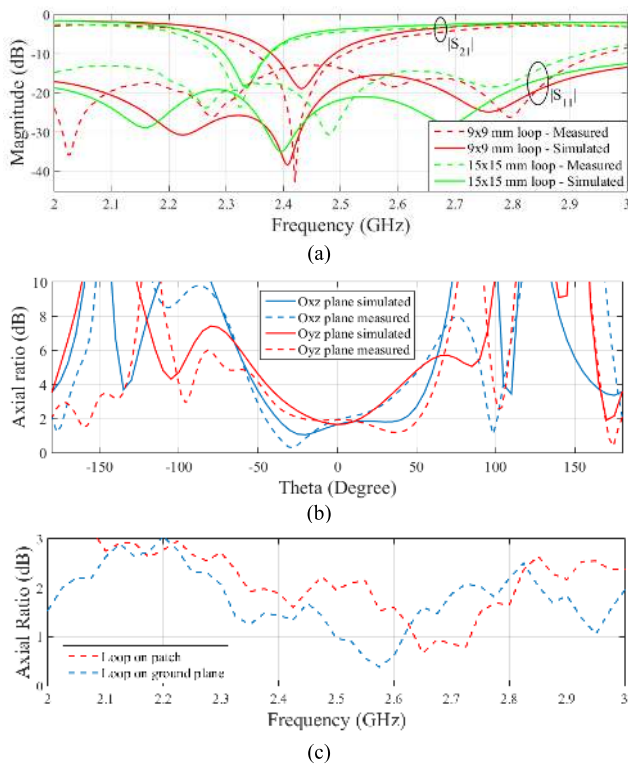 0
-10
-20
-30
-40
Magnitude (dB)
|S21|
|S11|
9x9 mm loop - Measured
9x9 mm loop - Simulated
15x15 mm loop - Measured
15x15 mm loop - Simulated
2 2.1 2.2 2.3 2.4 2.5 2.6 2.7 2.8 2.9 3
Frequency (GHz)
(a)
10
8
6
4
2
0
Axial ratio (dB)
Oxz plane simulated
Oxz plane measured
Oyz plane simulated
Oyz plane measured
-150 -100 -50 0 50 100 150
Theta (Degree)
(b)
3
2
1
0
Axial Ratio (dB)
Loop on patch
Loop on ground plane
2 2.1 2.2 2.3 2.4 2.5 2.6 2.7 2.8 2.9 3
Frequency (GHz)
(c)